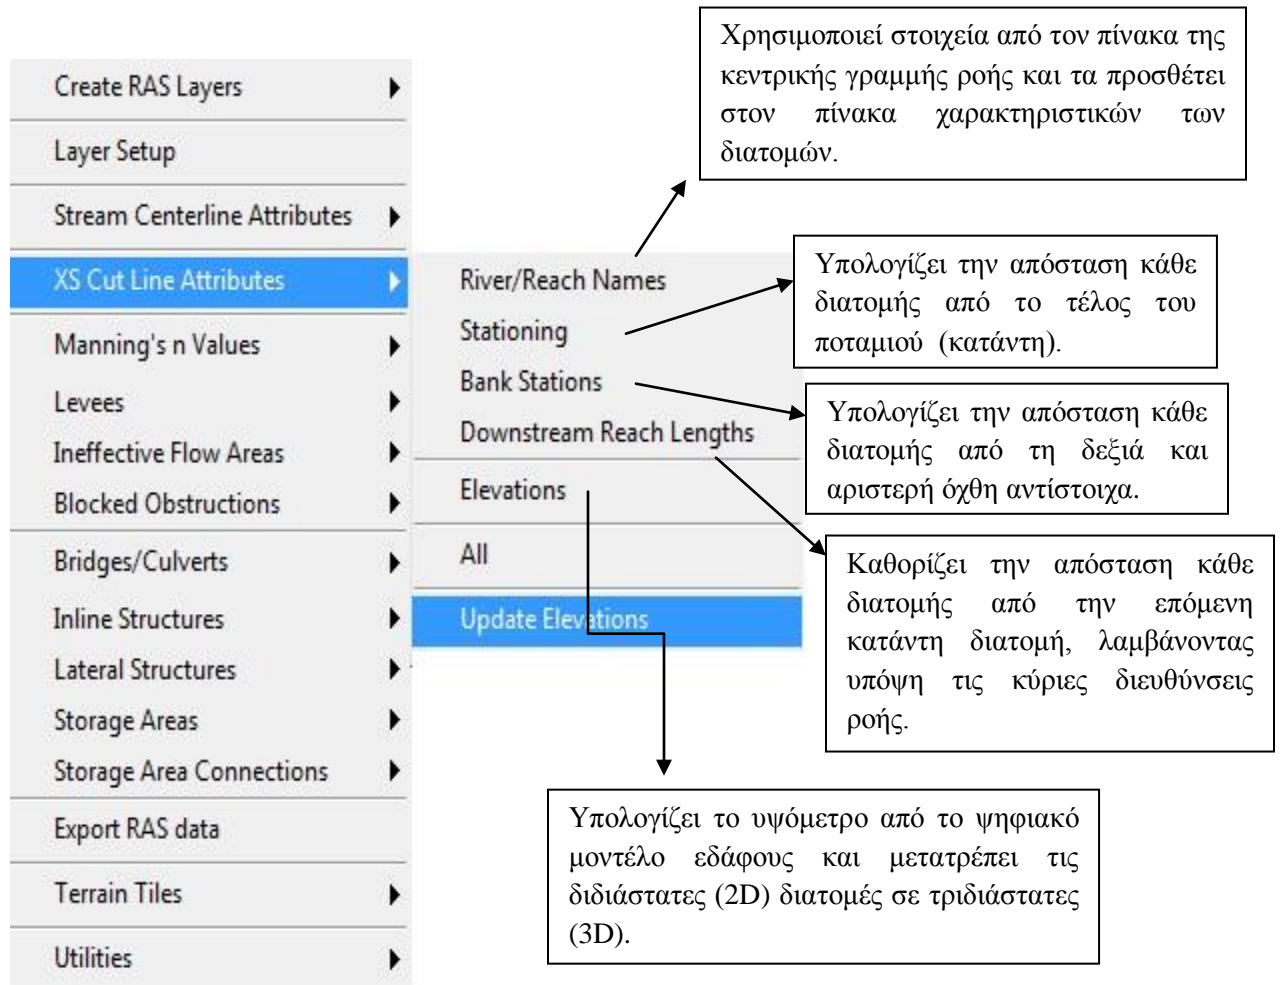 Χρησιμοποιεί στοιχεία από τον πίνακα της
κεντρικής γραμμής ροής και τα προσθέτει
στον πίνακα χαρακτηριστικών των
διατομών.
Create RAS Layers
Layer Setup
Stream Centerline Attributes
XS Cut Line Attributes
Manning's n Values
Levees
Ineffective Flow Areas
Blocked Obstructions
Bridges/Culverts
Inline Structures
Lateral Structures
Storage Areas
Storage Area Connections
Export RAS data
Terrain Tiles
Utilities
River/Reach Names
Stationing
Bank Stations
Downstream Reach Lengths
Elevations
All
Update Elevations
Υπολογίζει την απόσταση κάθε
διατομής από το τέλος του
ποταμιού (κατάντη).
Υπολογίζει την απόσταση κάθε
διατομής από τη δεξιά και
αριστερή όχθη αντίστοιχα.
Καθορίζει την απόσταση κάθε
διατομής από την επόμενη
κατάντη διατομή, λαμβάνοντας
υπόψη τις κύριες διευθύνσεις
ροής.
Υπολογίζει το υψόμετρο από το ψηφιακό
μοντέλο εδάφους και μετατρέπει τις
διδιάστατες (2D) διατομές σε τριδιάστατες
(3D).